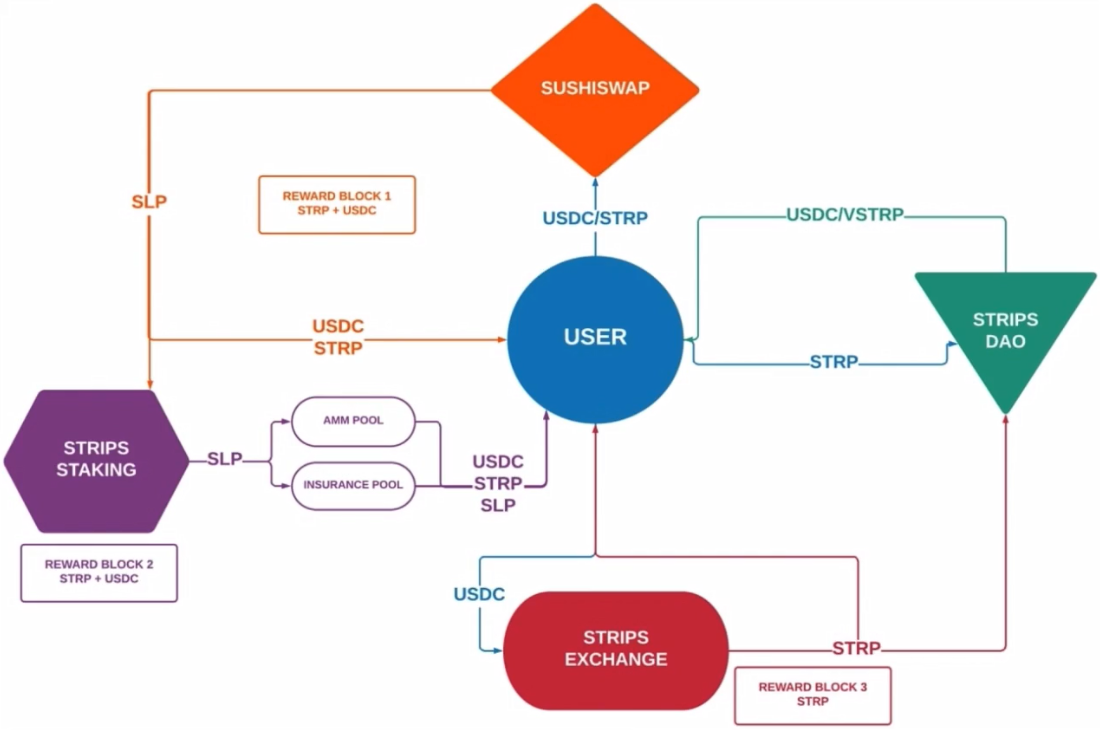 SUSHISWAP
SLP
REWARD BLOCK 1
STRP + USDC
USDC/STRP
USDC/VSTRP
USDC
STRP
USER
STRIPS
DAO
STRP
STRIPS
STAKING
SLP
AMM POOL
INSURANCE POOL
USDC
STRP
SLP
REWARD BLOCK 2
STRP + USDC
USDC
STRIPS
EXCHANGE
STRP
REWARD BLOCK 3
STRP